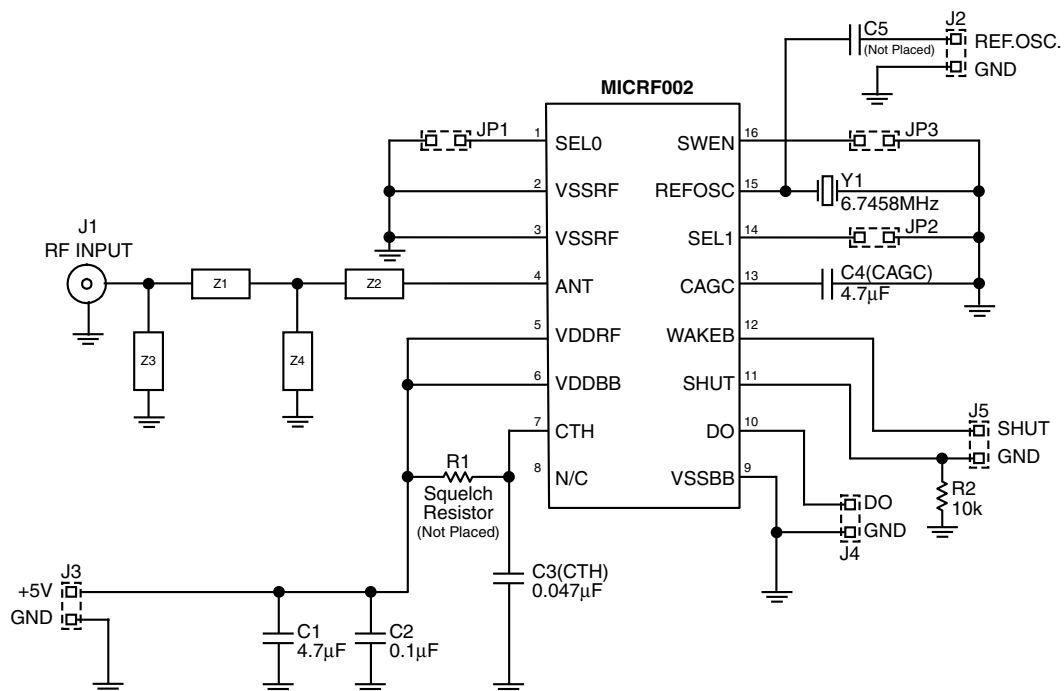 C5
(Not Placed)
J2
REF.OSC.
GND
MICRF002
JP1
1
SEL0
SWEN
16
JP3
2
VSSRF
REFOSC
15
Y1
6.7458MHz
3
VSSRF
SEL1
14
JP2
J1
RF INPUT
Z1
Z2
4
ANT
CAGC
13
C4(CAGC)
4.7µF
Z3
Z4
5
VDDRF
WAKEB
12
6
VDDBB
SHUT
11
7
CTH
DO
10
J5
SHUT
GND
8
N/C
VSSBB
9
R1
Squelch
Resistor
(Not Placed)
R2
10k
DO
GND
J4
C3(CTH)
0.047µF
J3
+5V
GND
C1
4.7µF
C2
0.1µF